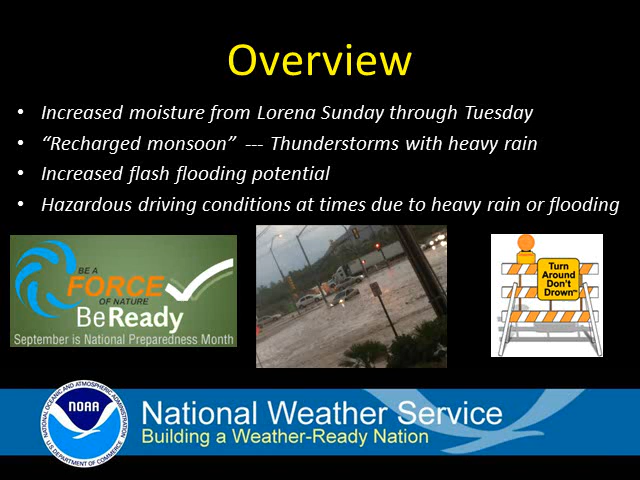 Overview
• Increased moisture from Lorena Sunday through Tuesday
• “Recharged monsoon” --- Thunderstorms with heavy rain
• Increased flash flooding potential
• Hazardous driving conditions at times due to heavy rain or flooding
BE A
FORCE
OF NATURE
BeReady
September is National Preparedness Month
Turn
Around
Don't
Drown™
NATIONAL OCEANIC AND ATMOSPHERIC ADMINISTRATION
NOAA
U.S. DEPARTMENT OF COMMERCE
National Weather Service
Building a Weather-Ready Nation